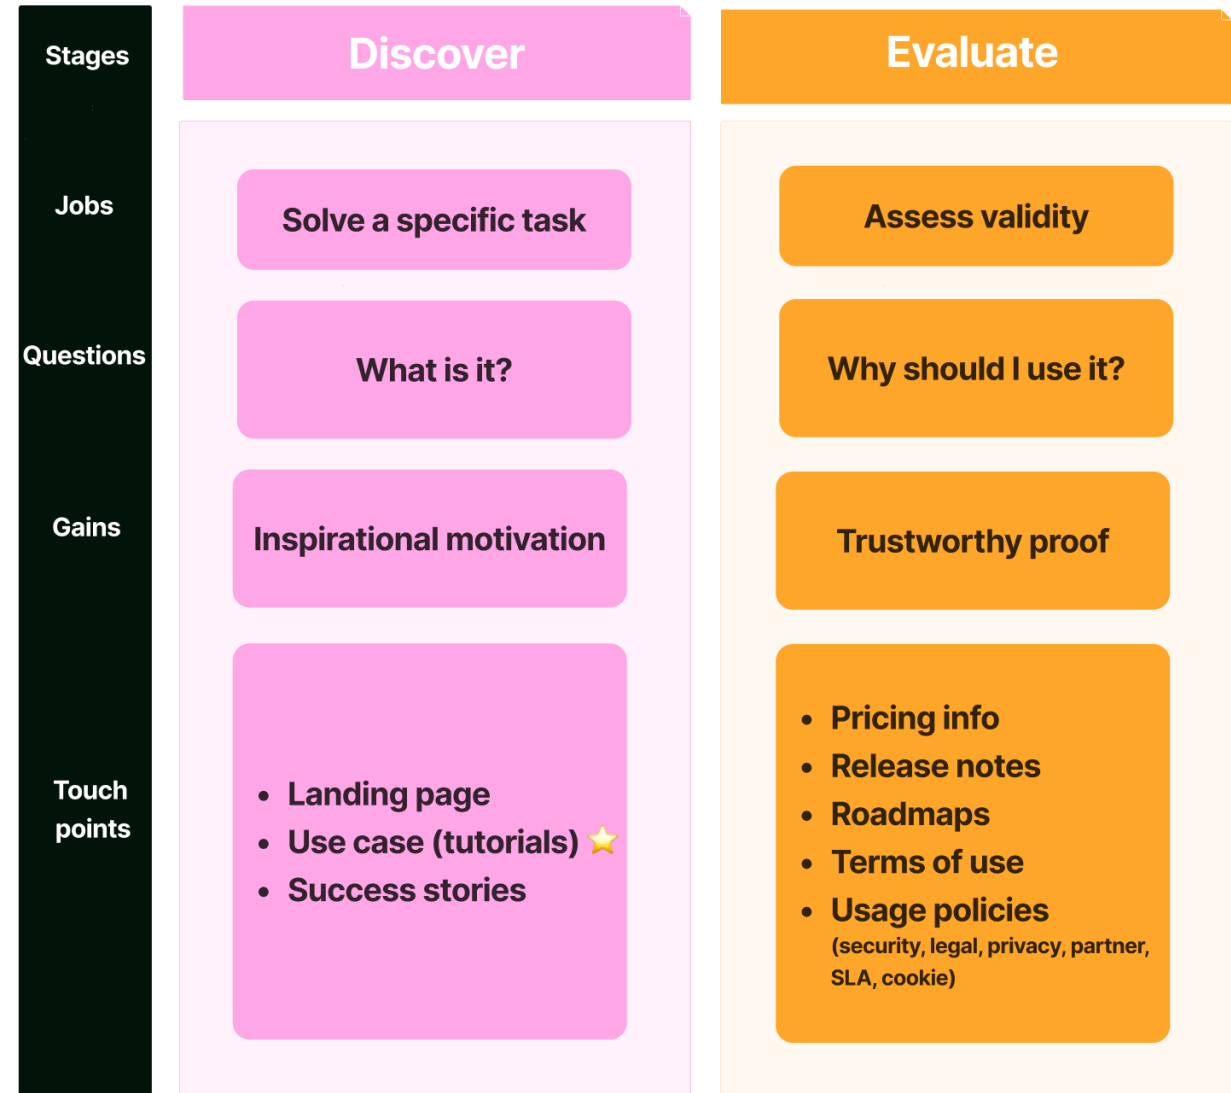 Stages
Discover
Evaluate
Jobs
Solve a specific task
Assess validity
Questions
What is it?
Why should I use it?
Gains
Inspirational motivation
Trustworthy proof
Touch
points
• Landing page
• Use case (tutorials) ⭐
• Success stories
• Pricing info
• Release notes
• Roadmaps
• Terms of use
• Usage policies
(security, legal, privacy, partner,
SLA, cookie)